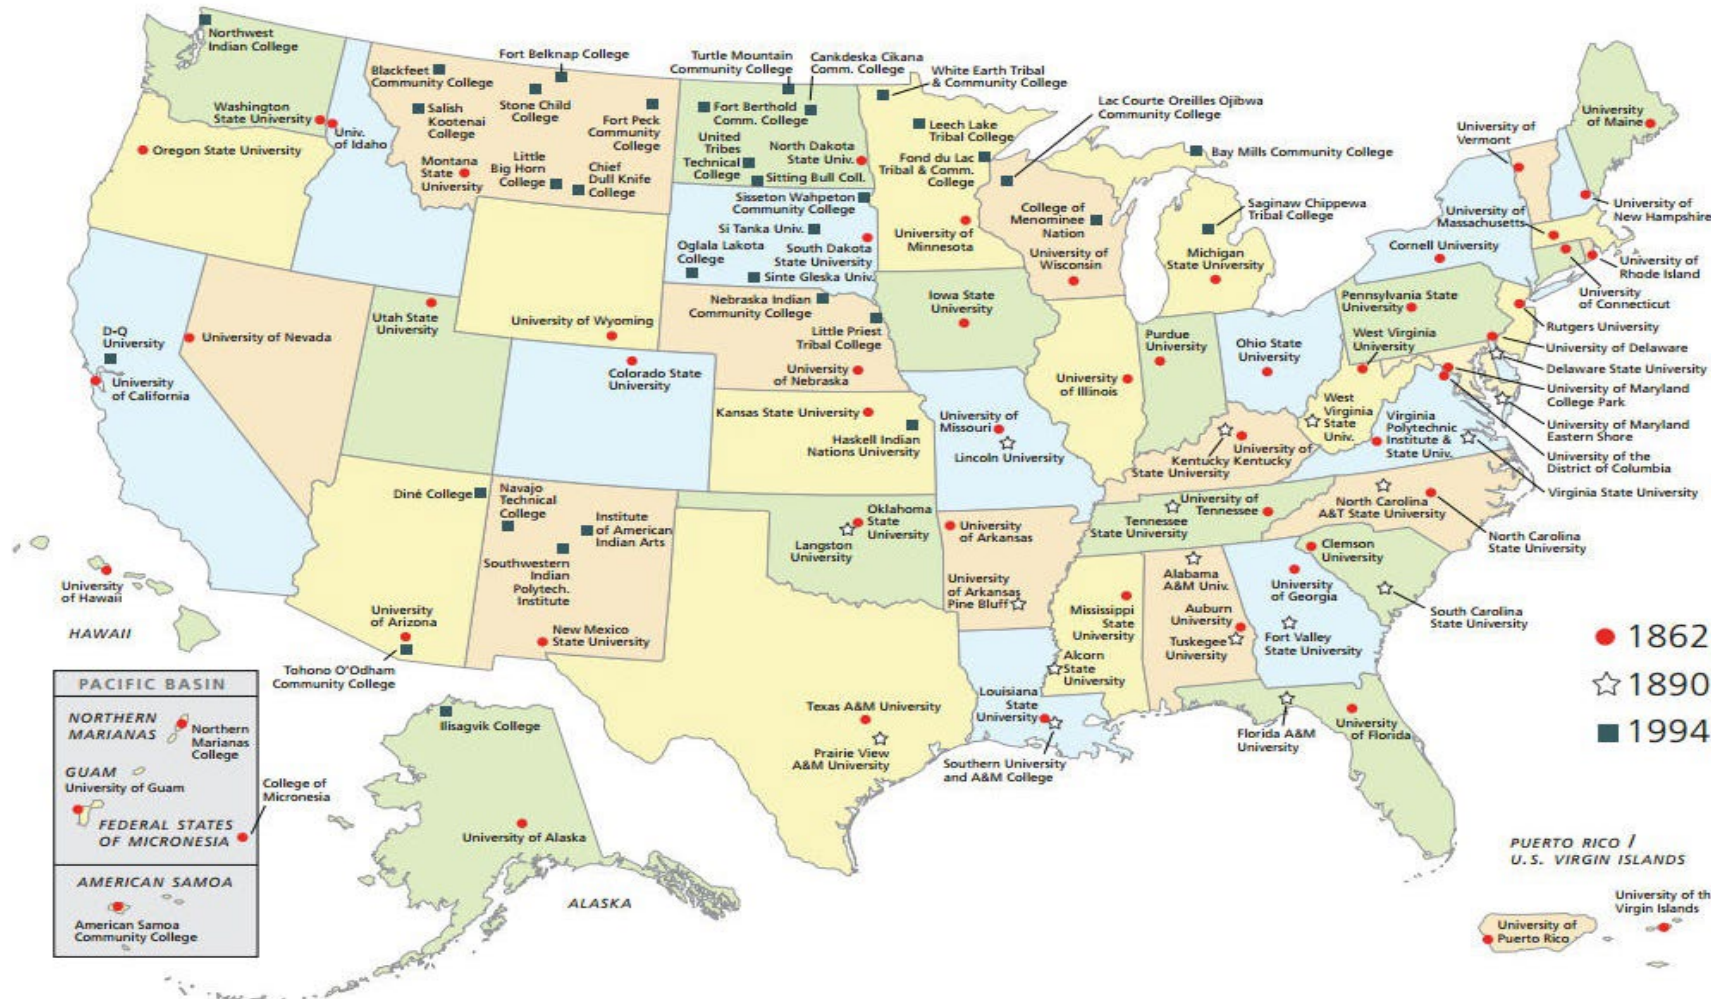 Northwest
Indian College
Washington
State University
Univ.
of Idaho
Oregon State University
Blackfeet
Community College
Salish
Kootenai
College
Montana
State
University
Fort Belknap College
Stone Child
College
Fort Peck
Community
College
Little
Big Horn
College
Chief
Dull Knife
College
Turtle Mountain
Community College
Cankdeska Cikana
Comm. College
Fort Berthold
Comm. College
United
Tribes
Technical
College
North Dakota
State Univ.
Sitting Bull Coll.
White Earth Tribal
& Community College
Leech Lake
Tribal College
Fond du Lac
Tribal & Comm.
College
University of
Minnesota
Lac Courte Oreilles Ojibwa
Community College
Bay Mills Community College
College of
Menominee
Nation
University of
Wisconsin
Saginaw Chippewa
Tribal College
Michigan
State University
Sisseton Wahpeton
Community College
Si Tanka Univ.
Oglala Lakota
College
South Dakota
State University
Sinte Gleska Univ.
Nebraska Indian
Community College
Little Priest
Tribal College
University
of Nebraska
Iowa State
University
D-Q
University
University
of California
University of Nevada
Utah State
University
University of Wyoming
Colorado State
University
Kansas State University
Haskell Indian
Nations University
University of
Missouri
Lincoln University
University
of Illinois
Purdue
University
Ohio State
University
University of
Vermont
University
of Maine
University of
New Hampshire
University of
Massachusetts
Cornell University
University of
Rhode Island
University
of Connecticut
Pennsylvania State
University
West Virginia
University
Rutgers University
University of Delaware
Delaware State University
University of Maryland
College Park
University of Maryland
Eastern Shore
University of the
District of Columbia
Virginia State University
West
Virginia
State
Univ.
Virginia
Polytechnic
Institute &
State Univ.
Kentucky
State University
University of
Kentucky
University of
Tennessee
Tennessee
State University
North Carolina
A&T State University
North Carolina
State University
Clemson
University
South Carolina
State University
Diné College
Navajo
Technical
College
Institute
of American
Indian Arts
Southwestern
Indian
Polytech.
Institute
New Mexico
State University
University
of Arizona
Tohono O'Odham
Community College
Oklahoma
State
University
Langston
University
University
of Arkansas
University
of Arkansas
Pine Bluff
Mississippi
State
University
Alcorn
State
University
Alabama
A&M Univ.
Auburn
University
Tuskegee
University
University
of Georgia
Fort Valley
State University
Texas A&M University
Prairie View
A&M University
Louisiana
State
University
Southern University
and A&M College
Florida A&M
University
University
of Florida
University
of Hawaii
HAWAII
1862
1890
1994
PACIFIC BASIN
NORTHERN
MARIANAS
Northern
Marianas
College
GUAM
University of Guam
FEDERAL STATES
OF MICRONESIA
College of
Micronesia
AMERICAN SAMOA
American Samoa
Community College
Ilisagvik College
University of Alaska
ALASKA
PUERTO RICO /
U.S. VIRGIN ISLANDS
University of th
Virgin Islands
University of
Puerto Rico